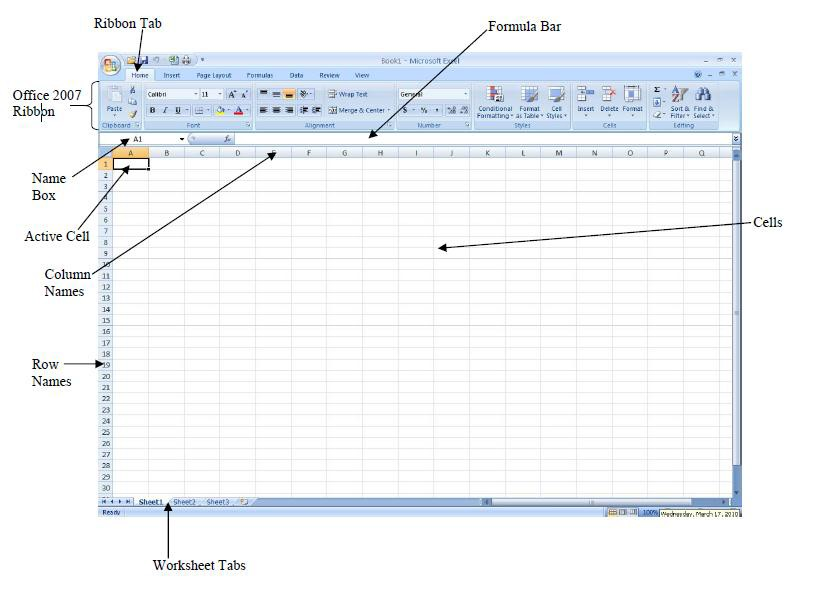 Ribbon Tab
Formula Bar
Book1 - Microsoft Excel
Home Insert Page Layout Formulas Data Review View
Office 2007
Ribbon
Calibri 11 A A Wrap Text General
Paste B I U A Merge & Center $ % , Conditional Formatting Format as Table Cell Styles Insert Delete Format Σ Sort & Filter Find & Select
Clipboard Font Alignment Number Styles Cells Editing
A1 fx
A B C D E F G H I J K L M N O P Q
Name
Box
Active Cell
Cells
Column
Names
Row
Names
1
2
3
4
5
6
7
8
9
10
11
12
13
14
15
16
17
18
19
20
21
22
23
24
25
26
27
28
29
30
Sheet1 Sheet2 Sheet3
Ready 100% Wednesday, March 17, 2010
Worksheet Tabs